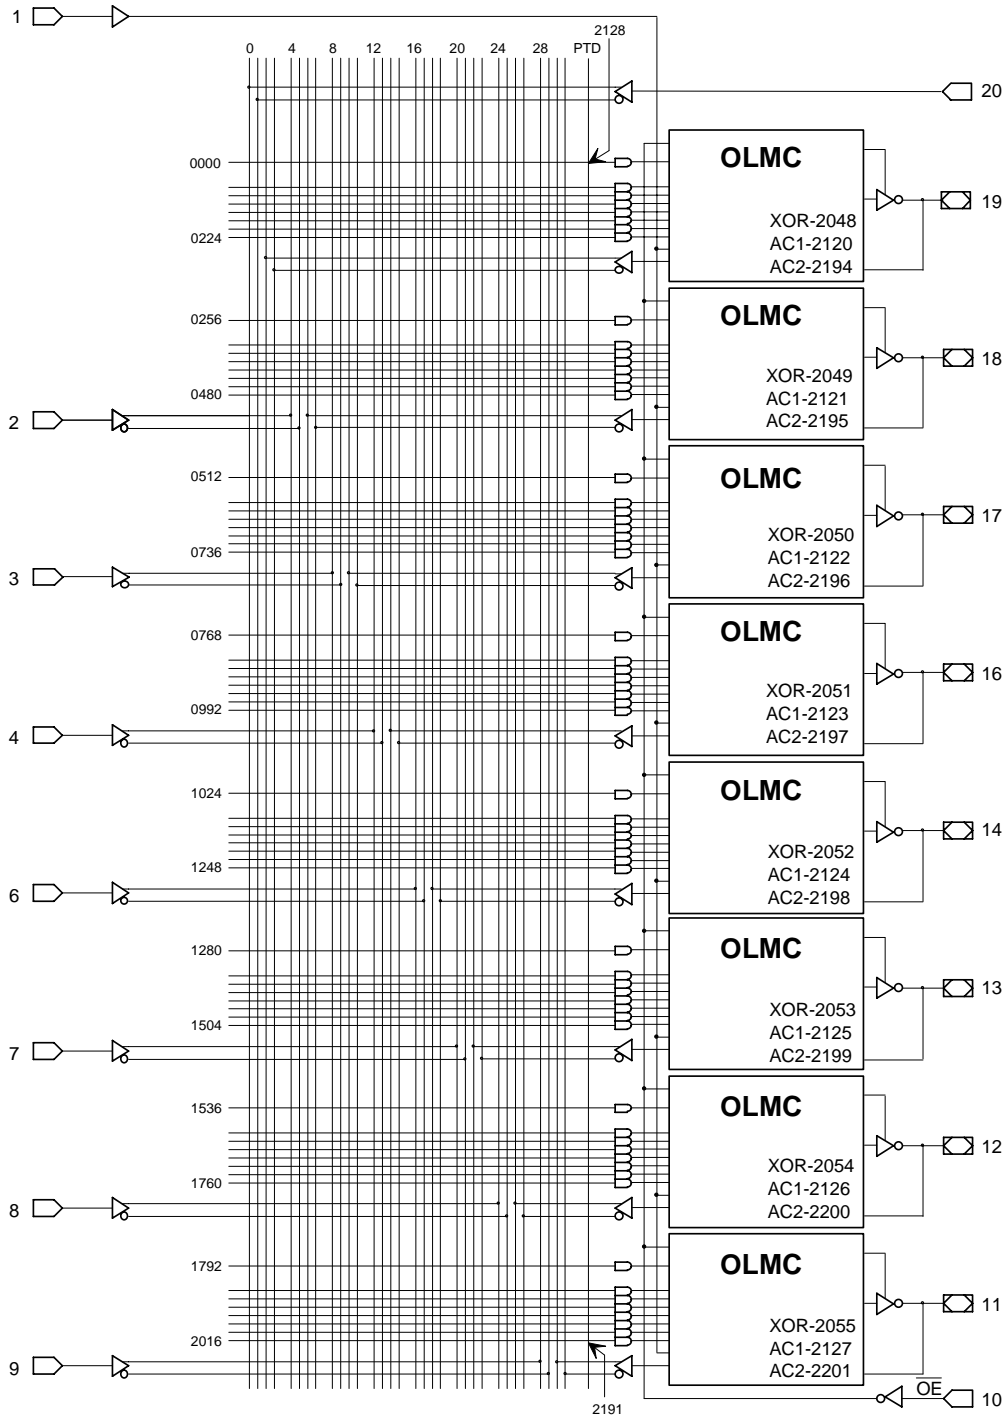 1
2128
0 4 8 12 16 20 24 28 PTD
20
0000
OLMC
19
XOR-2048
0224
AC1-2120
AC2-2194
0256
OLMC
18
XOR-2049
0480
AC1-2121
2
AC2-2195
0512
OLMC
17
XOR-2050
0736
AC1-2122
3
AC2-2196
0768
OLMC
16
XOR-2051
0992
AC1-2123
4
AC2-2197
1024
OLMC
14
XOR-2052
1248
AC1-2124
6
AC2-2198
1280
OLMC
13
XOR-2053
1504
AC1-2125
7
AC2-2199
1536
OLMC
12
XOR-2054
1760
AC1-2126
8
AC2-2200
1792
OLMC
11
XOR-2055
2016
AC1-2127
9
AC2-2201
OE
10
2191